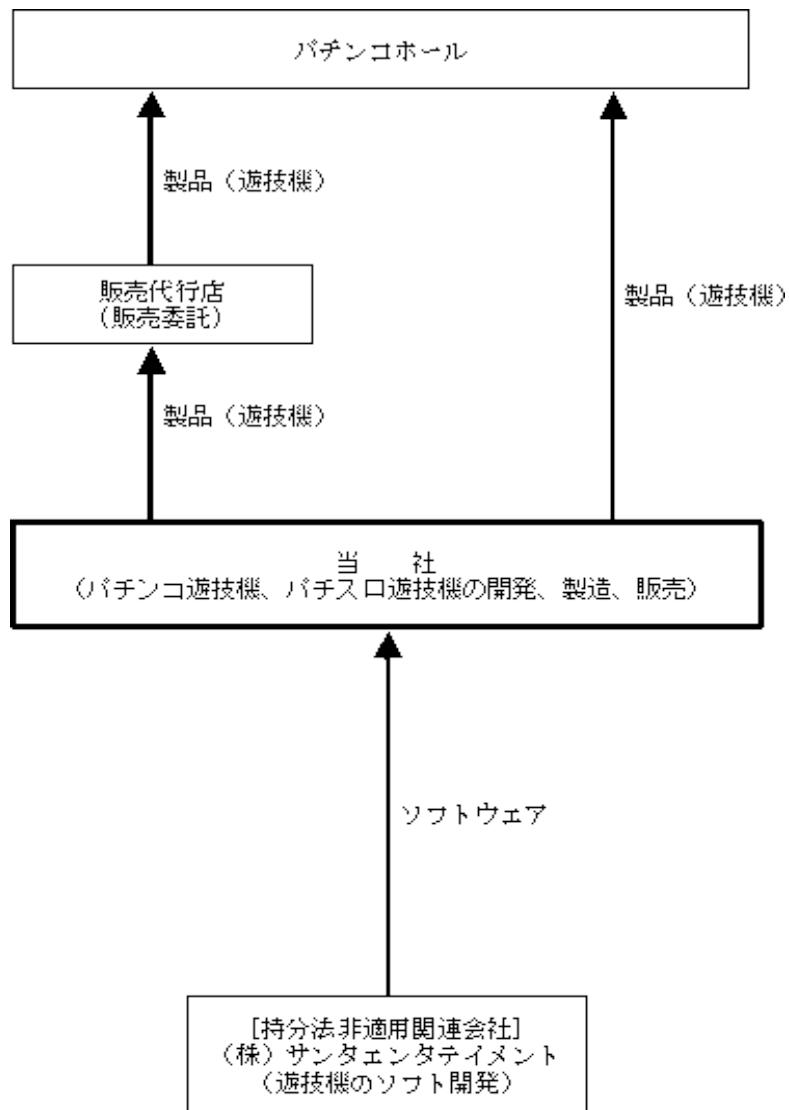 パチンコホール
製品（遊技機）
販売代行店
（販売委託）
製品（遊技機）
製品（遊技機）
当　　社
（パチンコ遊技機、パチスロ遊技機の開発、製造、販売）
ソフトウェア
［持分法非適用関連会社］
（株）サンタエンタテイメント
（遊技機のソフト開発）